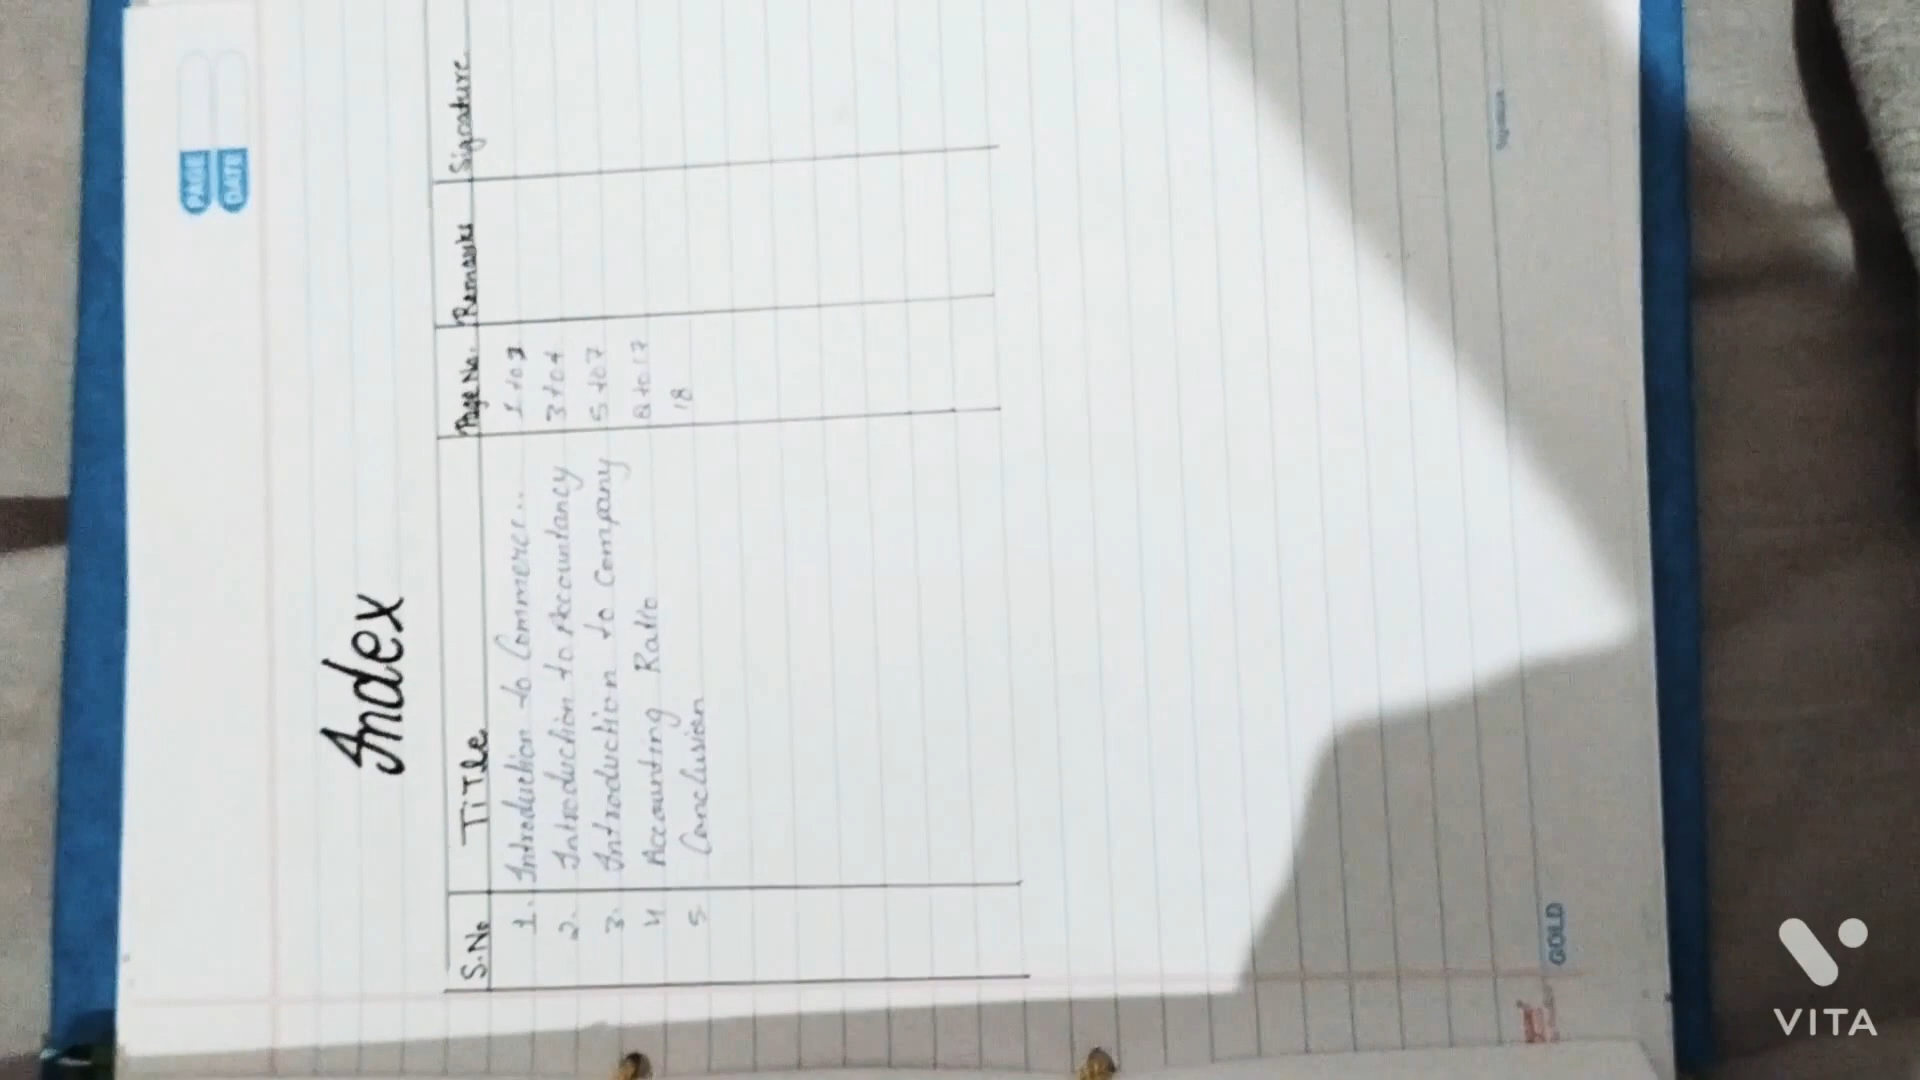 PAGE
DATE
Index
S.No TiTle Page No. Remarks Signature
1. Introduction to Commerce.. 1 to 2
2. Introduction to Accountancy 3 to 4
3. Introduction to Company 5 to 7
4 Accounting Ratio 8 to 17
5 Conclusion 18
GOLD
VITA